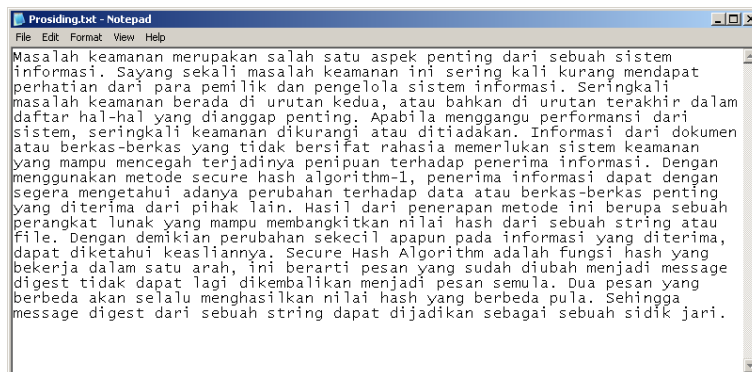 Prosiding.txt - Notepad
File Edit Format View Help
Masalah keamanan merupakan salah satu aspek penting dari sebuah sistem
informasi. Sayang sekali masalah keamanan ini sering kali kurang mendapat
perhatian dari para pemilik dan pengelola sistem informasi. Seringkali
masalah keamanan berada di urutan kedua, atau bahkan di urutan terakhir dalam
daftar hal-hal yang dianggap penting. Apabila menggangu performansi dari
sistem, seringkali keamanan dikurangi atau ditiadakan. Informasi dari dokumen
atau berkas-berkas yang tidak bersifat rahasia memerlukan sistem keamanan
yang mampu mencegah terjadinya penipuan terhadap penerima informasi. Dengan
menggunakan metode secure hash algorithm-1, penerima informasi dapat dengan
segera mengetahui adanya perubahan terhadap data atau berkas-berkas penting
yang diterima dari pihak lain. Hasil dari penerapan metode ini berupa sebuah
perangkat lunak yang mampu membangkitkan nilai hash dari sebuah string atau
file. Dengan demikian perubahan sekecil apapun pada informasi yang diterima,
dapat diketahui keasliannya. Secure Hash Algorithm adalah fungsi hash yang
bekerja dalam satu arah, ini berarti pesan yang sudah diubah menjadi message
digest tidak dapat lagi dikembalikan menjadi pesan semula. Dua pesan yang
berbeda akan selalu menghasilkan nilai hash yang berbeda pula. Sehingga
message digest dari sebuah string dapat dijadikan sebagai sebuah sidik jari.